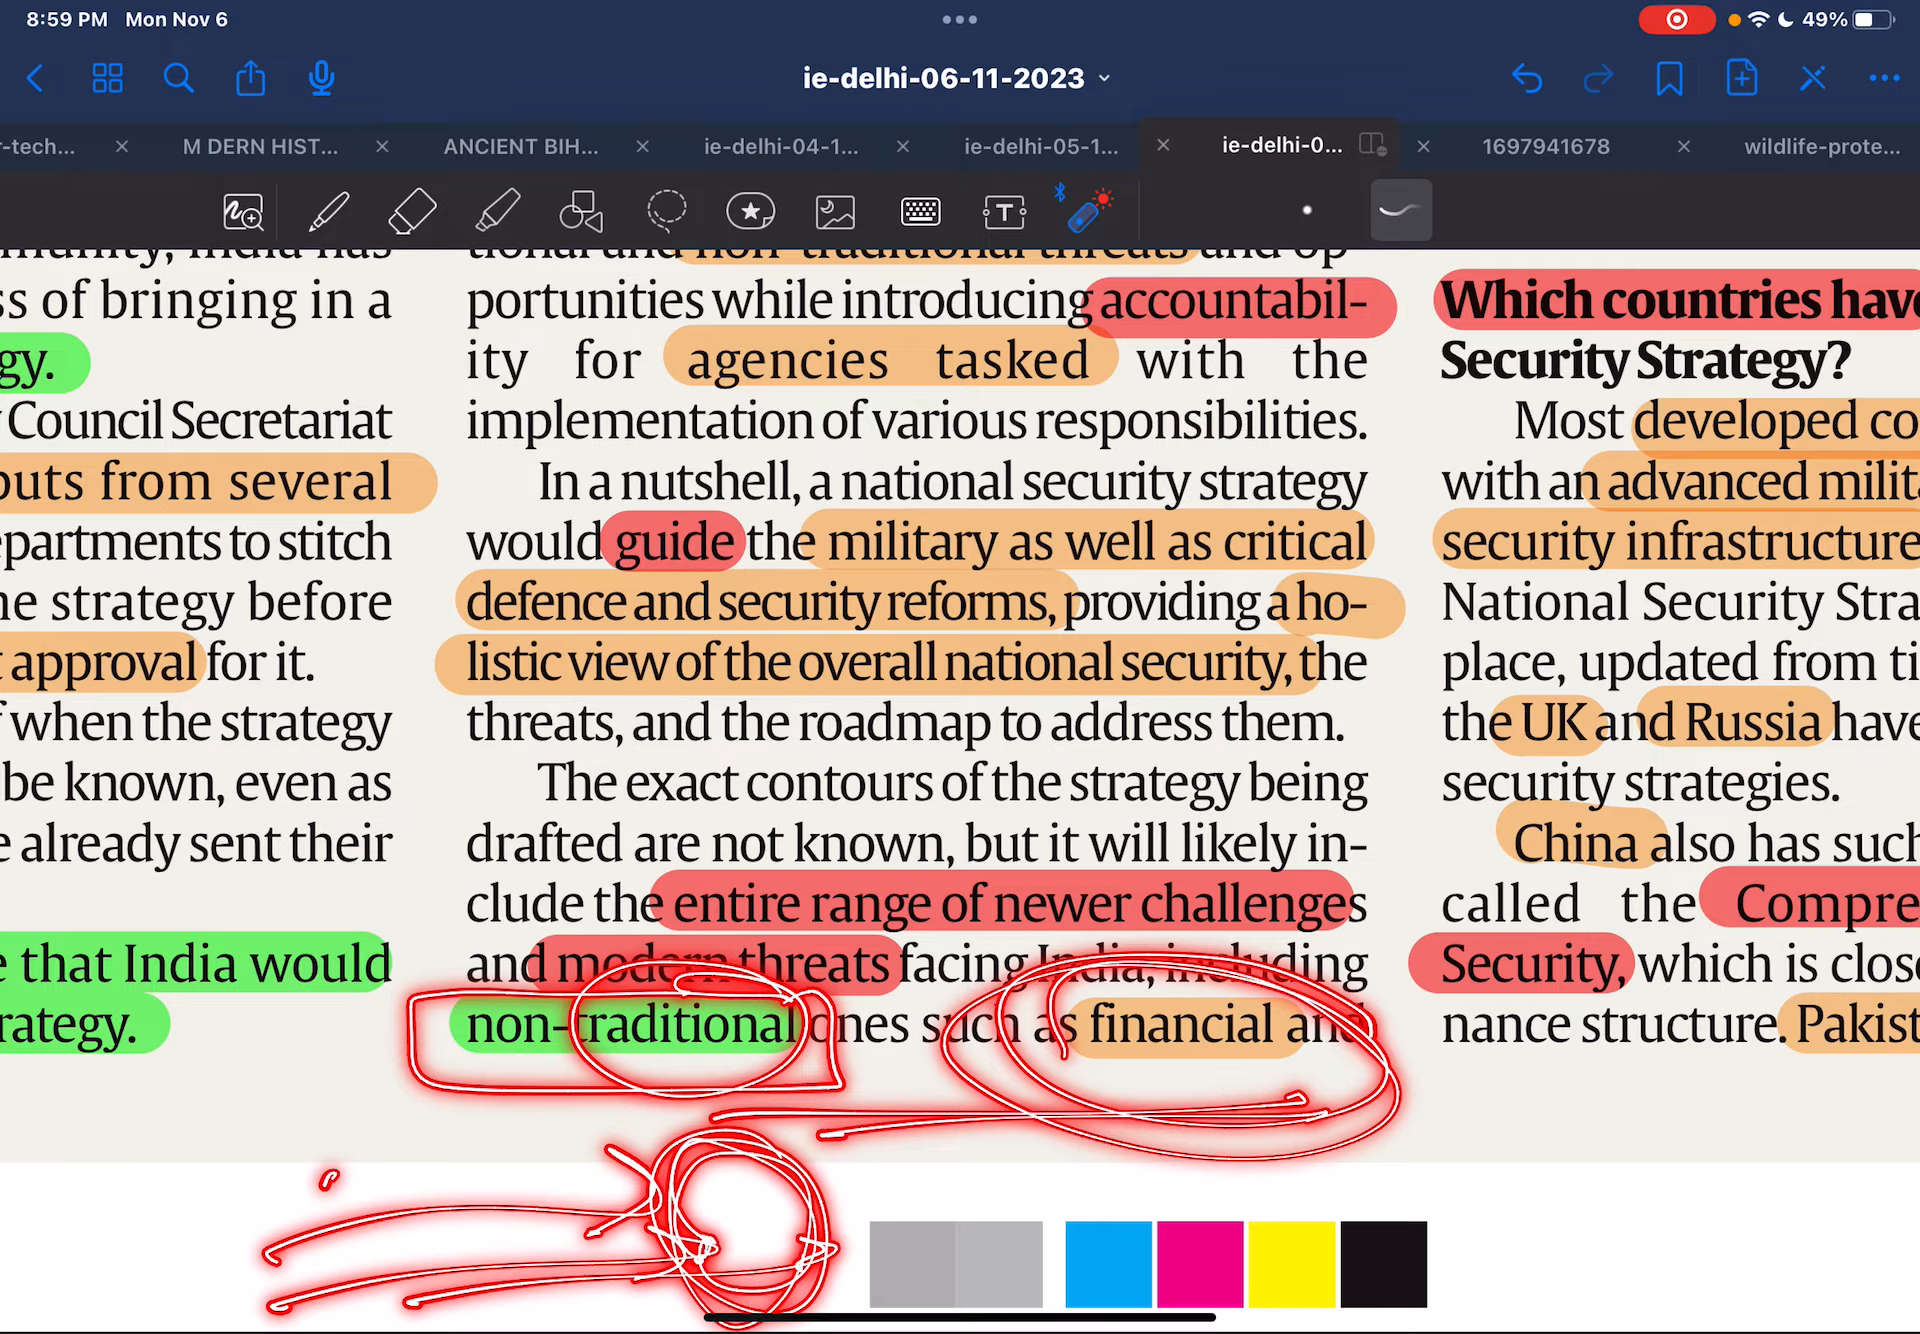 8:59 PM Mon Nov 6
49%
ie-delhi-06-11-2023
-tech...
M DERN HIST...
ANCIENT BIH...
ie-delhi-04-1...
ie-delhi-05-1...
ie-delhi-0...
1697941678
wildlife-prote...
ss of bringing in a
gy.
Council Secretariat
puts from several
epartments to stitch
he strategy before
approval for it.
f when the strategy
be known, even as
e already sent their
e that India would
rategy.
tional and non-traditional threats and op-
portunities while introducing accountabil-
ity for agencies tasked with the
implementation of various responsibilities.
In a nutshell, a national security strategy
would guide the military as well as critical
defence and security reforms, providing a ho-
listic view of the overall national security, the
threats, and the roadmap to address them.
The exact contours of the strategy being
drafted are not known, but it will likely in-
clude the entire range of newer challenges
and modern threats facing India, including
non-traditional ones such as financial and
Which countries have
Security Strategy?
Most developed co
with an advanced milita
security infrastructure
National Security Stra
place, updated from ti
the UK and Russia have
security strategies.
China also has such
called the Compre
Security, which is close
nance structure. Pakist